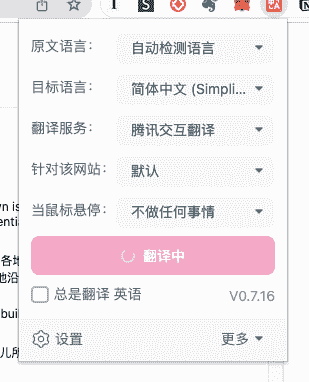 原文语言： 自动检测语言
目标语言： 简体中文 (Simpli...
翻译服务： 腾讯交互翻译
针对该网站： 默认
当鼠标悬停： 不做任何事情
翻译中
总是翻译 英语 V0.7.16
设置 更多